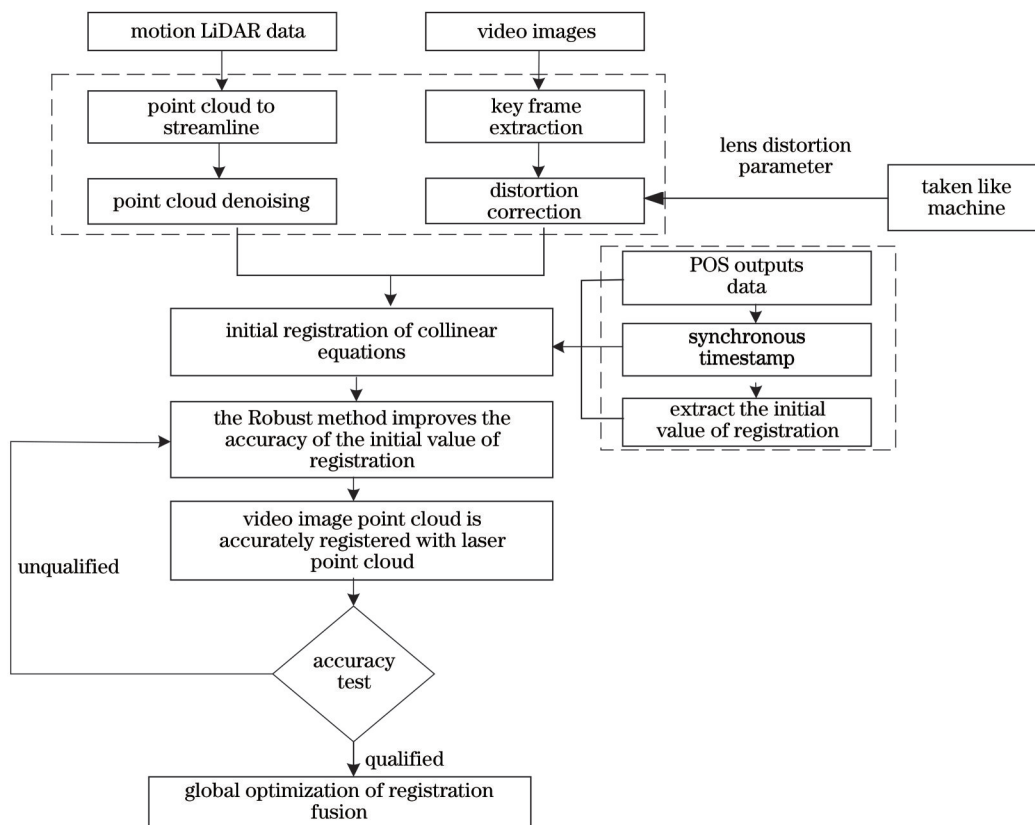 motion LiDAR data
video images
point cloud to
streamline
key frame
extraction
lens distortion
parameter
point cloud denoising
distortion
correction
taken like
machine
POS outputs
data
initial registration of collinear
equations
synchronous
timestamp
extract the initial
value of registration
the Robust method improves the
accuracy of the initial value of
registration
video image point cloud is
accurately registered with laser
point cloud
unqualified
accuracy
test
qualified
global optimization of registration
fusion